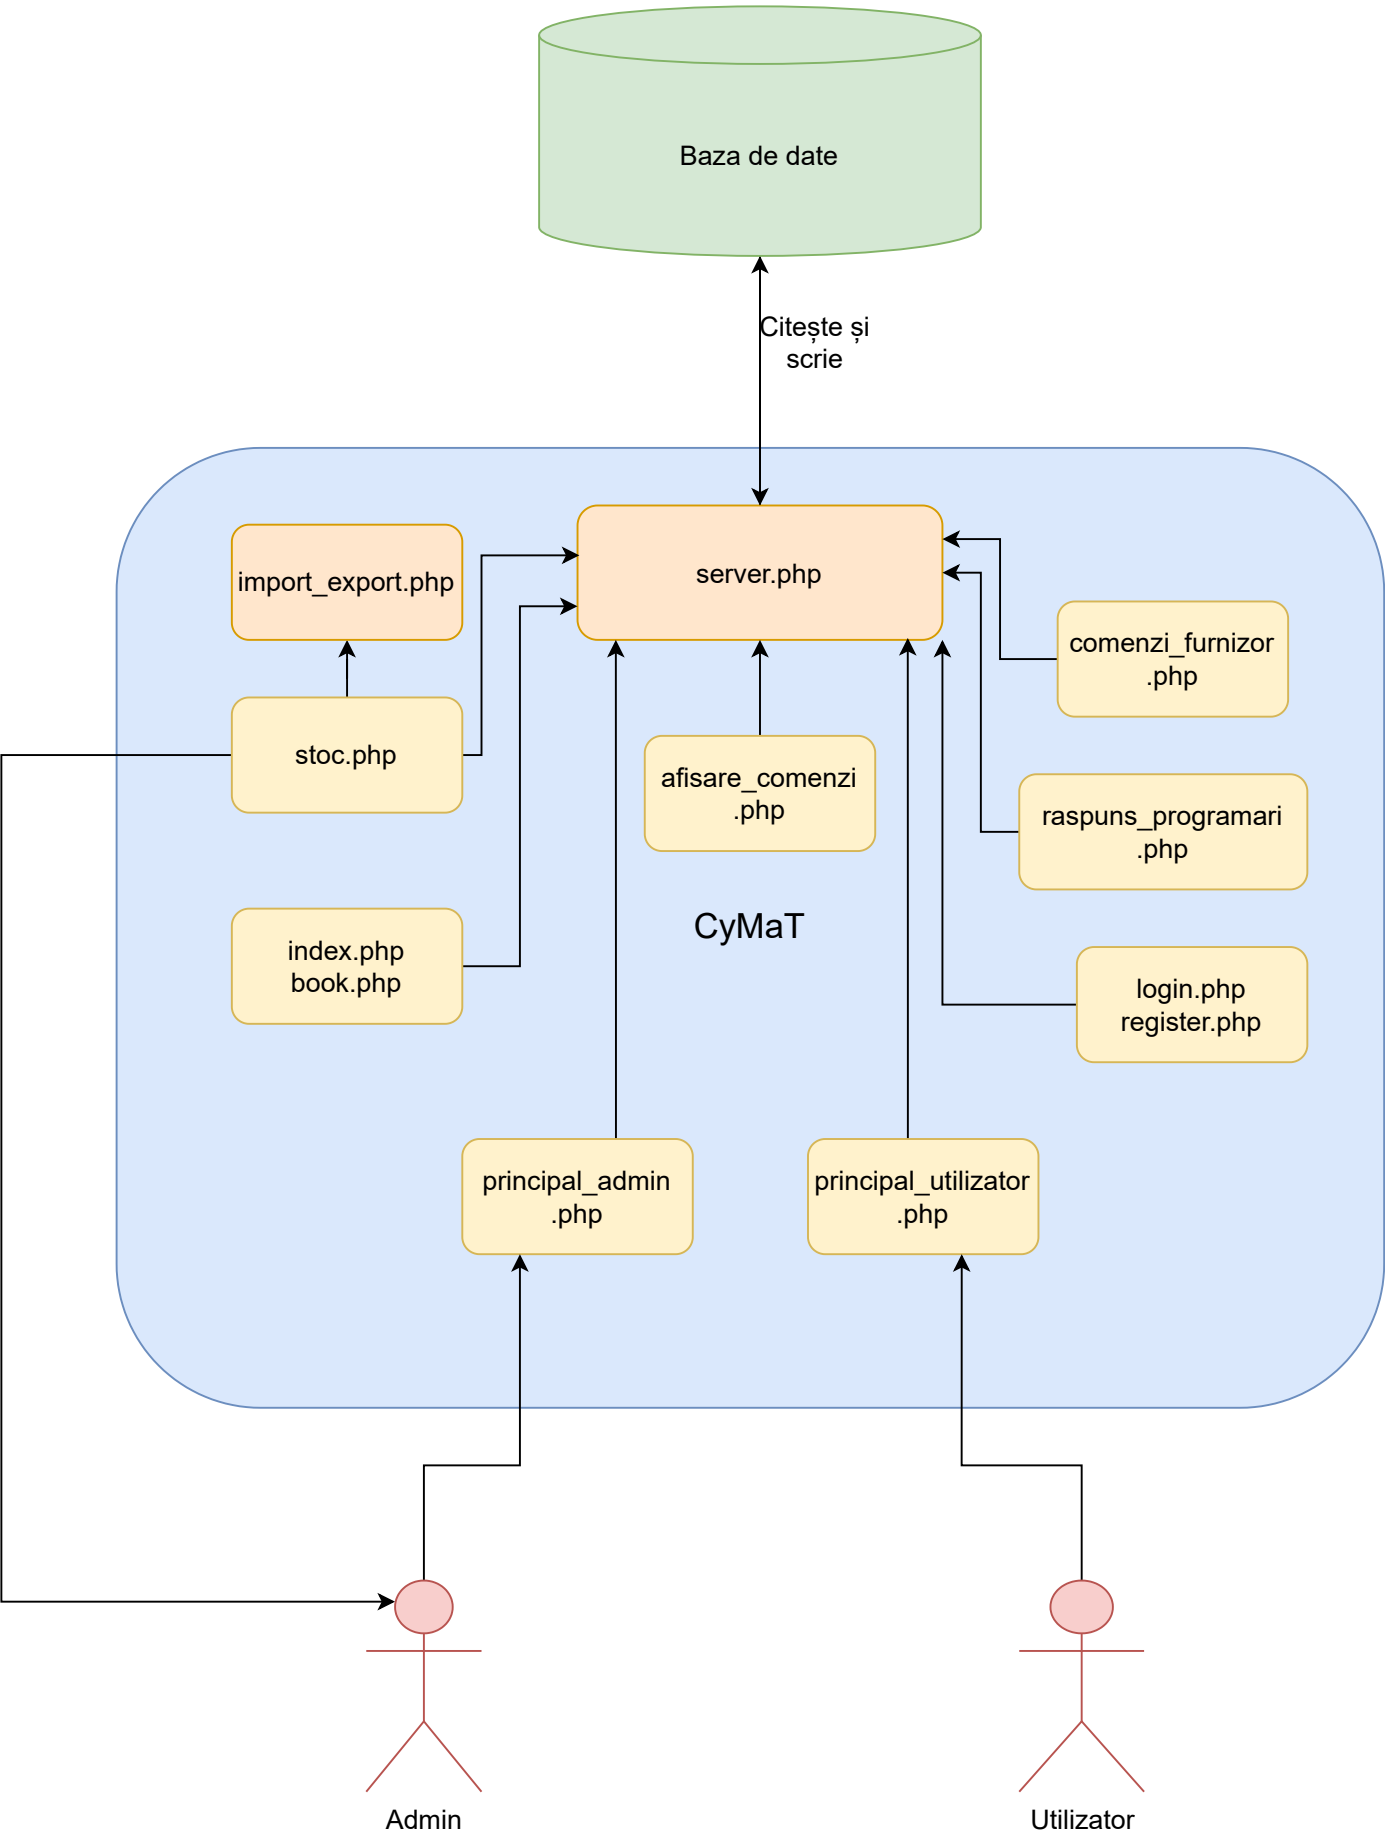 Baza de date
Citește și
scrie
server.php
import_export.php
comenzi_furnizor
.php
stoc.php
afisare_comenzi
.php
raspuns_programari
.php
CyMaT
index.php
book.php
login.php
register.php
principal_admin
.php
principal_utilizator
.php
Admin
Utilizator